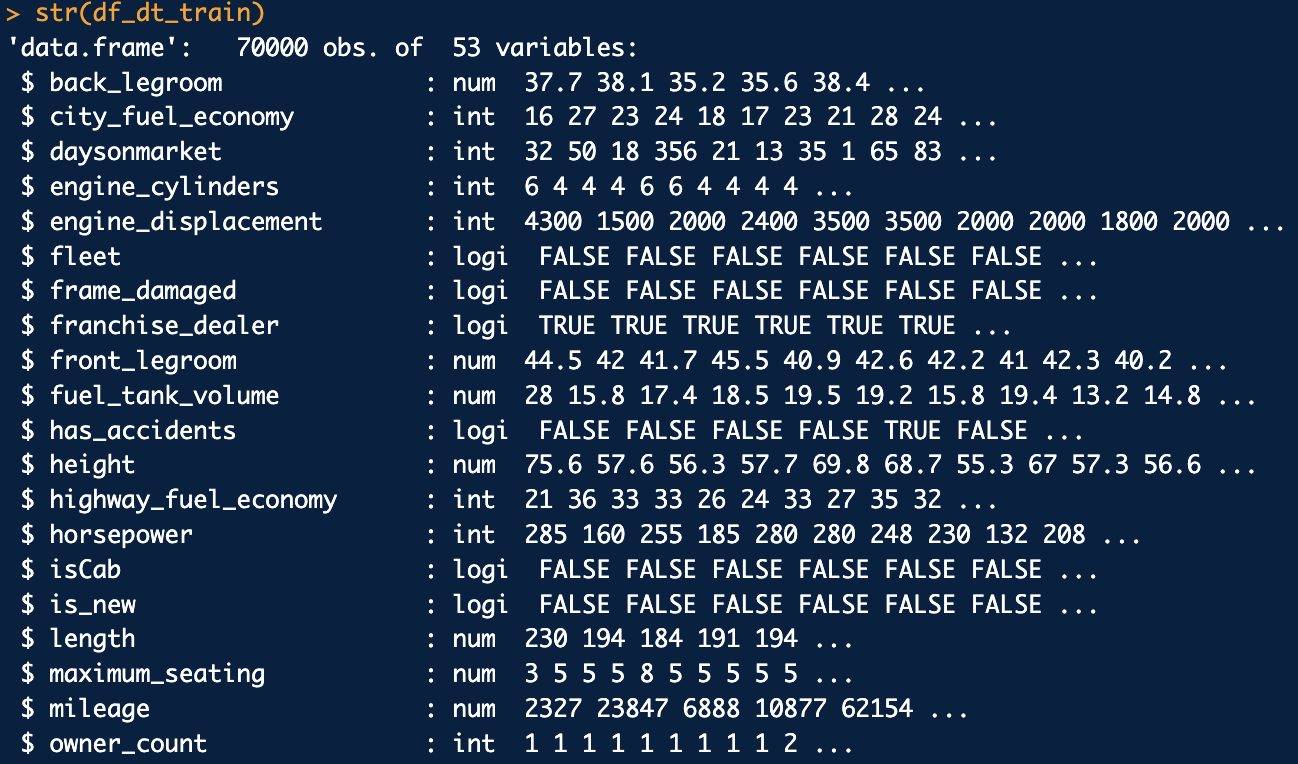 > str(df_dt_train)
'data.frame':   70000 obs. of  53 variables:
 $ back_legroom              : num  37.7 38.1 35.2 35.6 38.4 ...
 $ city_fuel_economy         : int  16 27 23 24 18 17 23 21 28 24 ...
 $ daysonmarket              : int  32 50 18 356 21 13 35 1 65 83 ...
 $ engine_cylinders          : int  6 4 4 4 6 6 4 4 4 4 ...
 $ engine_displacement       : int  4300 1500 2000 2400 3500 3500 2000 2000 1800 2000 ...
 $ fleet                     : logi  FALSE FALSE FALSE FALSE FALSE FALSE ...
 $ frame_damaged             : logi  FALSE FALSE FALSE FALSE FALSE FALSE ...
 $ franchise_dealer          : logi  TRUE TRUE TRUE TRUE TRUE TRUE ...
 $ front_legroom             : num  44.5 42 41.7 45.5 40.9 42.6 42.2 41 42.3 40.2 ...
 $ fuel_tank_volume          : num  28 15.8 17.4 18.5 19.5 19.2 15.8 19.4 13.2 14.8 ...
 $ has_accidents             : logi  FALSE FALSE FALSE FALSE TRUE FALSE ...
 $ height                    : num  75.6 57.6 56.3 57.7 69.8 68.7 55.3 67 57.3 56.6 ...
 $ highway_fuel_economy      : int  21 36 33 33 26 24 33 27 35 32 ...
 $ horsepower                : int  285 160 255 185 280 280 248 230 132 208 ...
 $ isCab                     : logi  FALSE FALSE FALSE FALSE FALSE FALSE ...
 $ is_new                    : logi  FALSE FALSE FALSE FALSE FALSE FALSE ...
 $ length                    : num  230 194 184 191 194 ...
 $ maximum_seating           : num  3 5 5 5 8 5 5 5 5 5 ...
 $ mileage                   : num  2327 23847 6888 10877 62154 ...
 $ owner_count               : int  1 1 1 1 1 1 1 1 1 2 ...